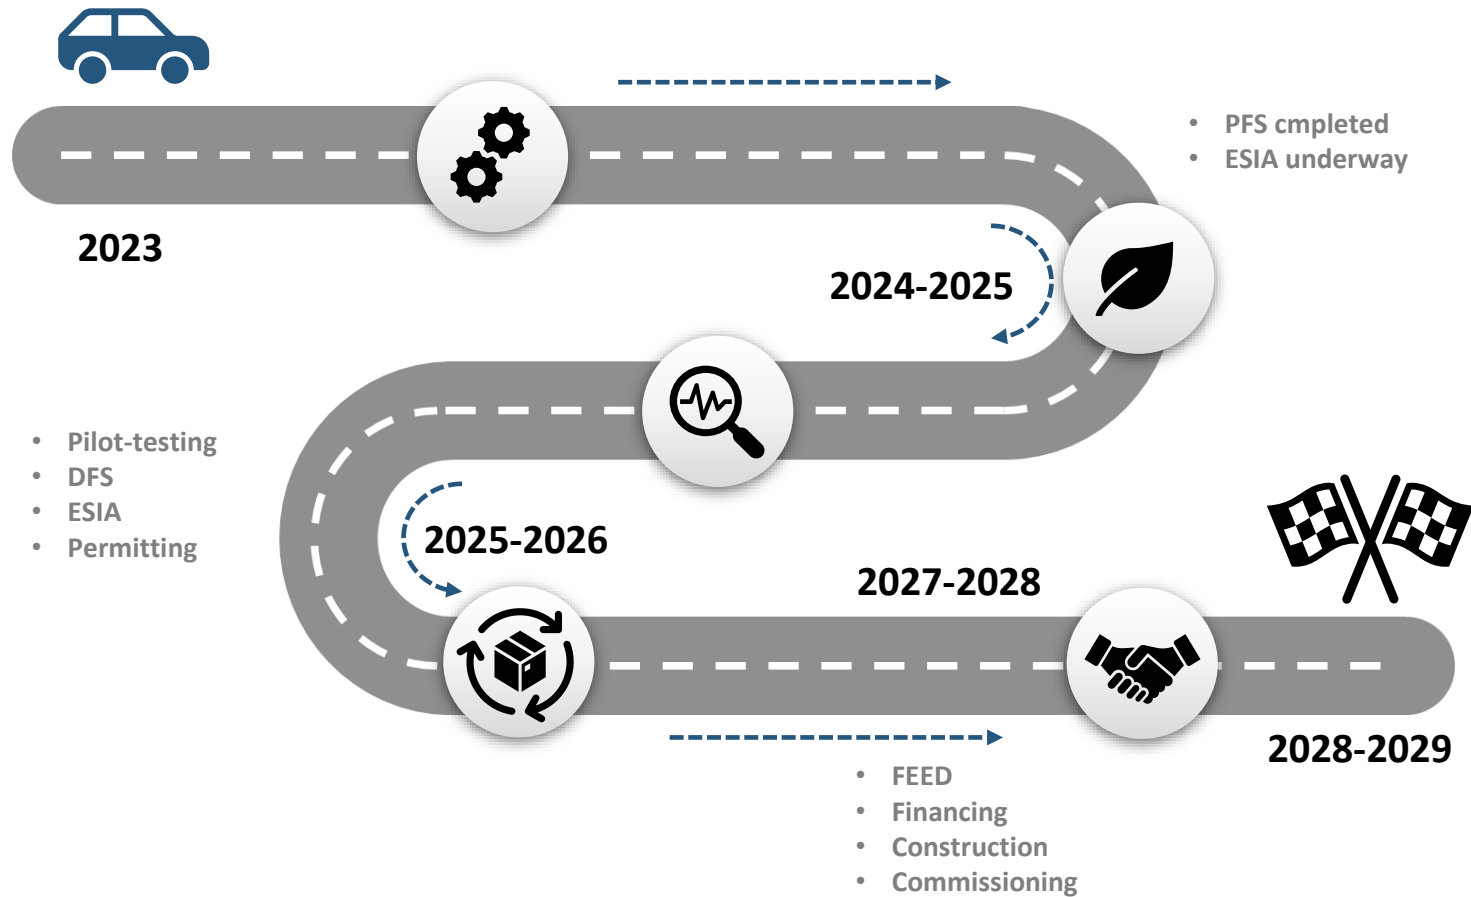 2023
• PFS cmpleted
• ESIA underway
2024-2025
• Pilot-testing
• DFS
• ESIA
• Permitting
2025-2026
2027-2028
• FEED
• Financing
• Construction
• Commissioning
2028-2029